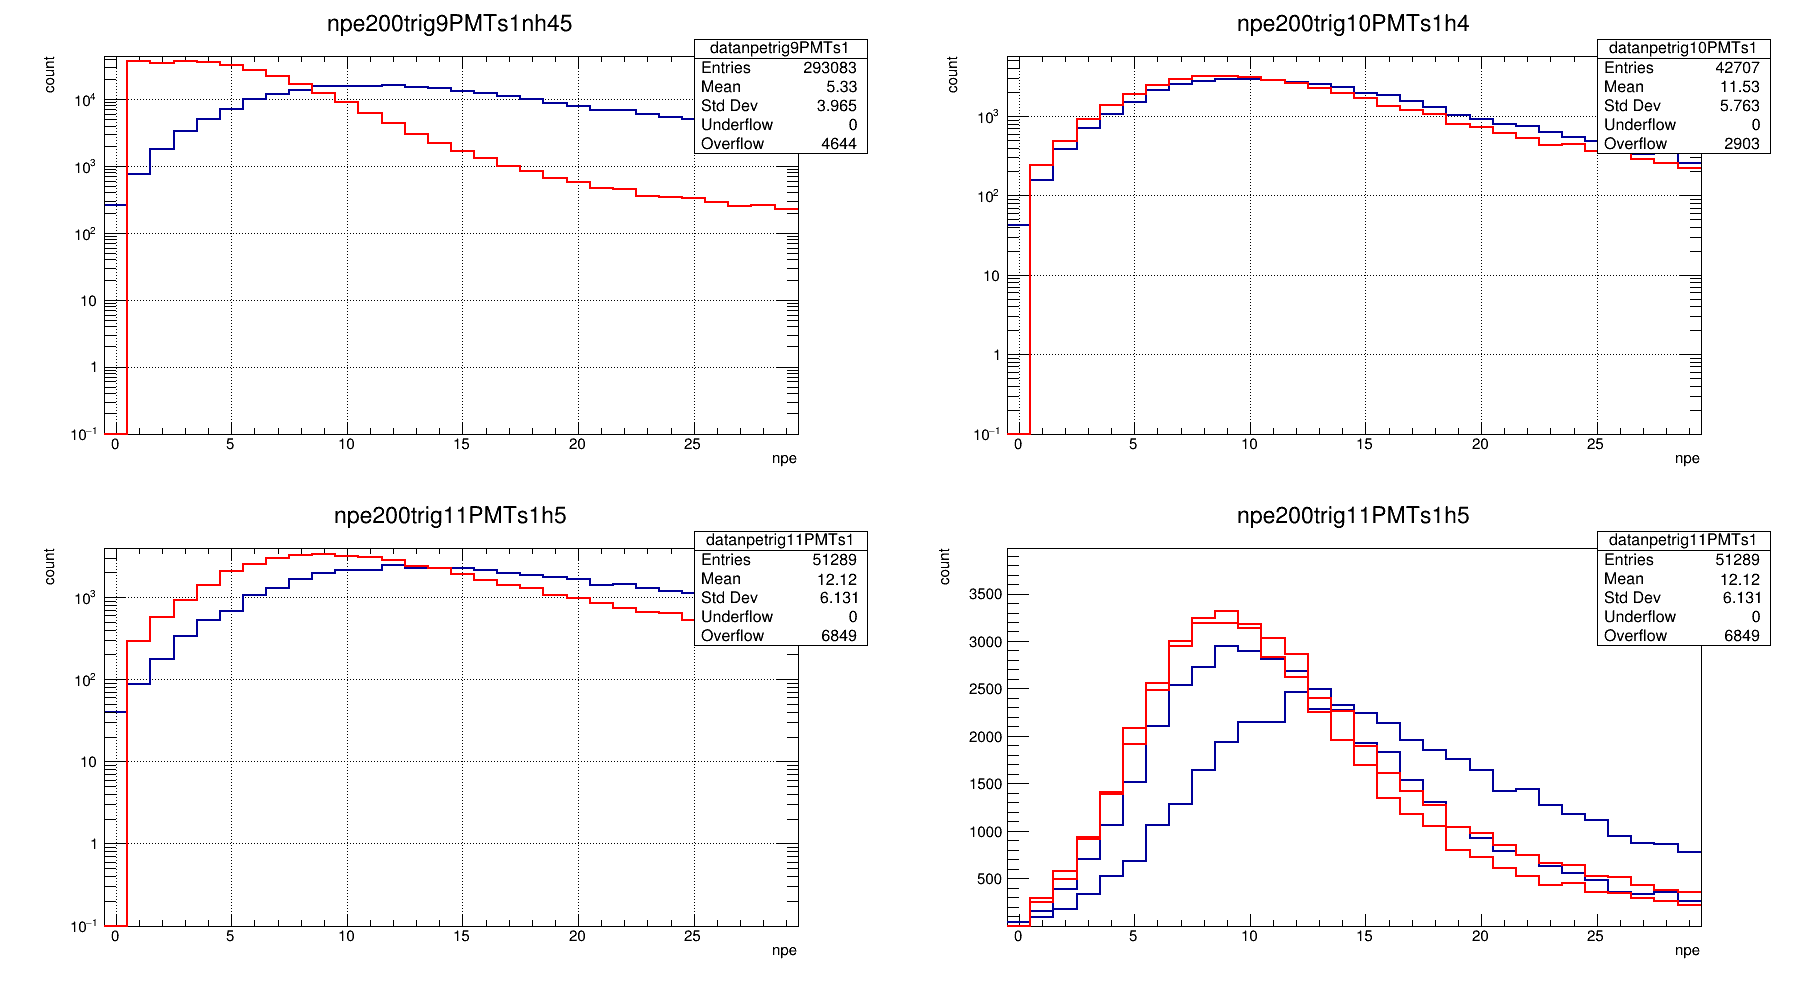 npe200trig9PMTs1nh45
datanpetrig9PMTs1
Entries 293083
Mean 5.33
Std Dev 3.965
Underflow 0
Overflow 4644
count
10⁴
10³
10²
10
1
10⁻¹
0 5 10 15 20 25
npe
npe200trig10PMTs1h4
datanpetrig10PMTs1
Entries 42707
Mean 11.53
Std Dev 5.763
Underflow 0
Overflow 2903
count
10³
10²
10
1
10⁻¹
0 5 10 15 20 25
npe
npe200trig11PMTs1h5
datanpetrig11PMTs1
Entries 51289
Mean 12.12
Std Dev 6.131
Underflow 0
Overflow 6849
count
10³
10²
10
1
10⁻¹
0 5 10 15 20 25
npe
npe200trig11PMTs1h5
datanpetrig11PMTs1
Entries 51289
Mean 12.12
Std Dev 6.131
Underflow 0
Overflow 6849
count
3500
3000
2500
2000
1500
1000
500
0 5 10 15 20 25
npe